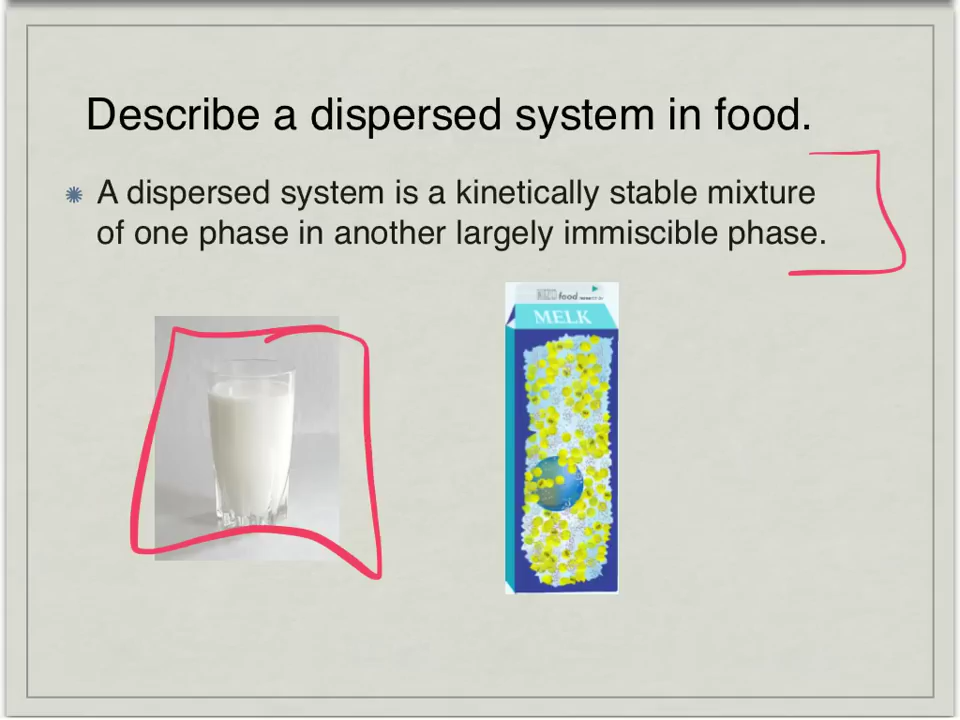 Describe a dispersed system in food.
A dispersed system is a kinetically stable mixture
of one phase in another largely immiscible phase.
food
MELK